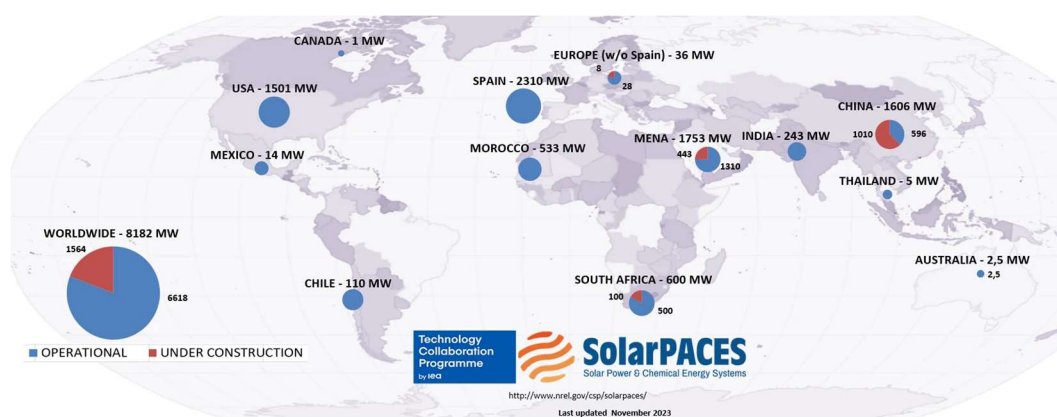 CANADA - 1 MW
EUROPE (w/o Spain) - 36 MW
8
28
USA - 1501 MW
SPAIN - 2310 MW
CHINA - 1606 MW
1010
596
MEXICO - 14 MW
MOROCCO - 533 MW
MENA - 1753 MW
443
1310
INDIA - 243 MW
THAILAND - 5 MW
WORLDWIDE - 8182 MW
1564
6618
CHILE - 110 MW
SOUTH AFRICA - 600 MW
100
500
AUSTRALIA - 2,5 MW
2,5
OPERATIONAL
UNDER CONSTRUCTION
Technology
Collaboration
Programme
by iea
SolarPACES
Solar Power & Chemical Energy Systems
http://www.nrel.gov/csp/solarpaces/
Last updated November 2023